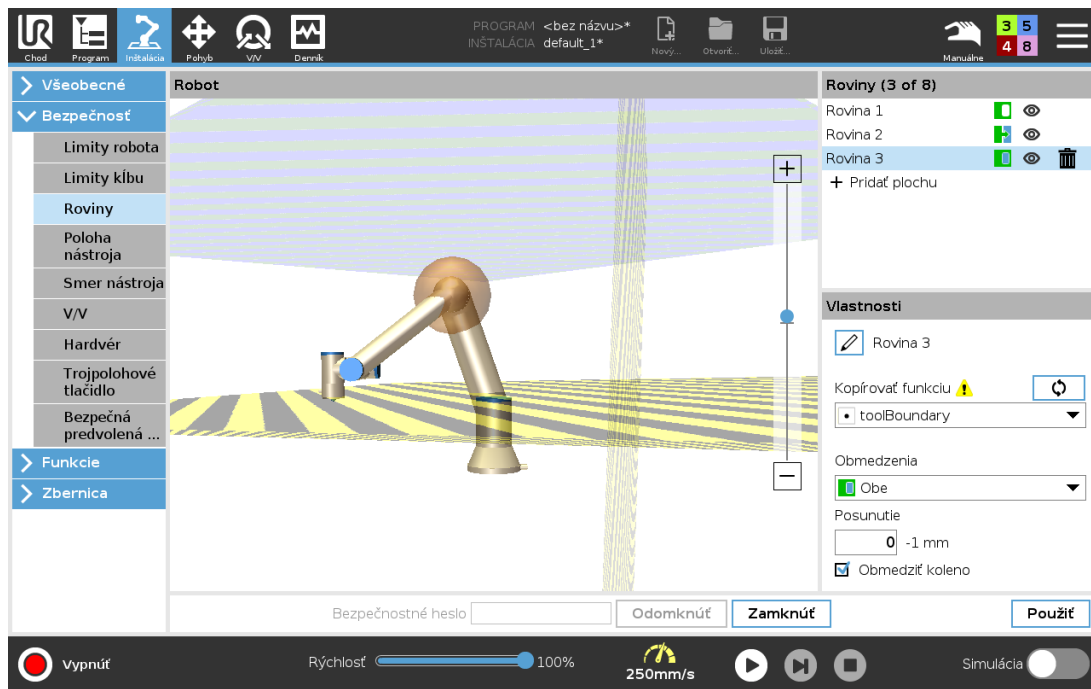 UR
PROGRAM <bez názvu>*
INŠTALÁCIA default_1*
Chod
Program
Inštalácia
Pohyb
V/V
Denník
Nový...
Otvoriť...
Uložiť...
Manuálne
3 5
4 8
Všeobecné
Bezpečnosť
Limity robota
Limity kĺbu
Roviny
Poloha
nástroja
Smer nástroja
V/V
Hardvér
Trojpolohové
tlačidlo
Bezpečná
predvolená ...
Funkcie
Zbernica
Robot
Roviny (3 of 8)
Rovina 1
Rovina 2
Rovina 3
+ Pridať plochu
Vlastnosti
Rovina 3
Kopírovať funkciu
toolBoundary
Obmedzenia
Obe
Posunutie
0 -1 mm
Obmedziť koleno
Bezpečnostné heslo
Odomknúť
Zamknúť
Použiť
Vypnúť
Rýchlosť
100%
250mm/s
Simulácia